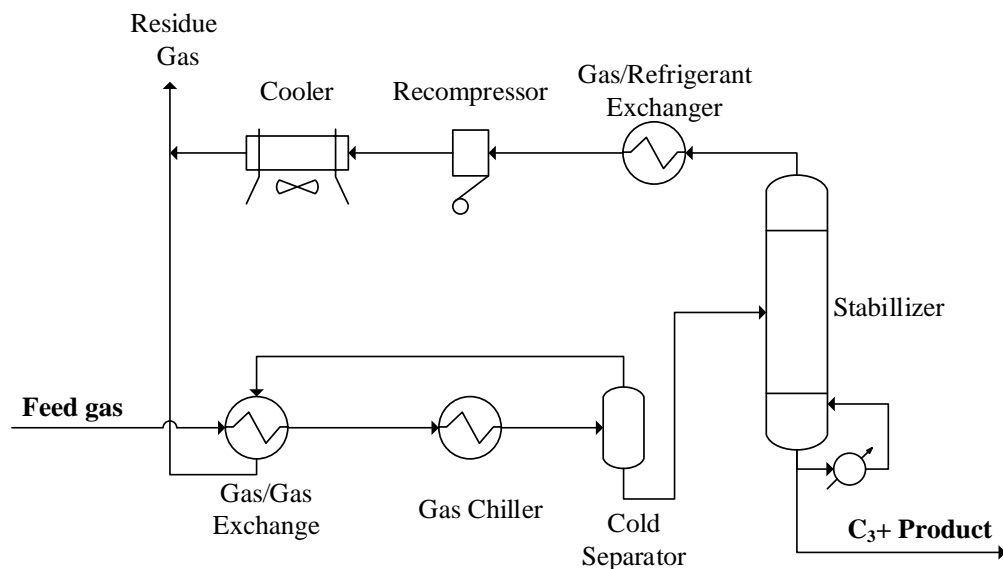 Residue
Gas
Cooler
Recompressor
Gas/Refrigerant
Exchanger
Stabillizer
Feed gas
Gas/Gas
Exchange
Gas Chiller
Cold
Separator
C₃+ Product